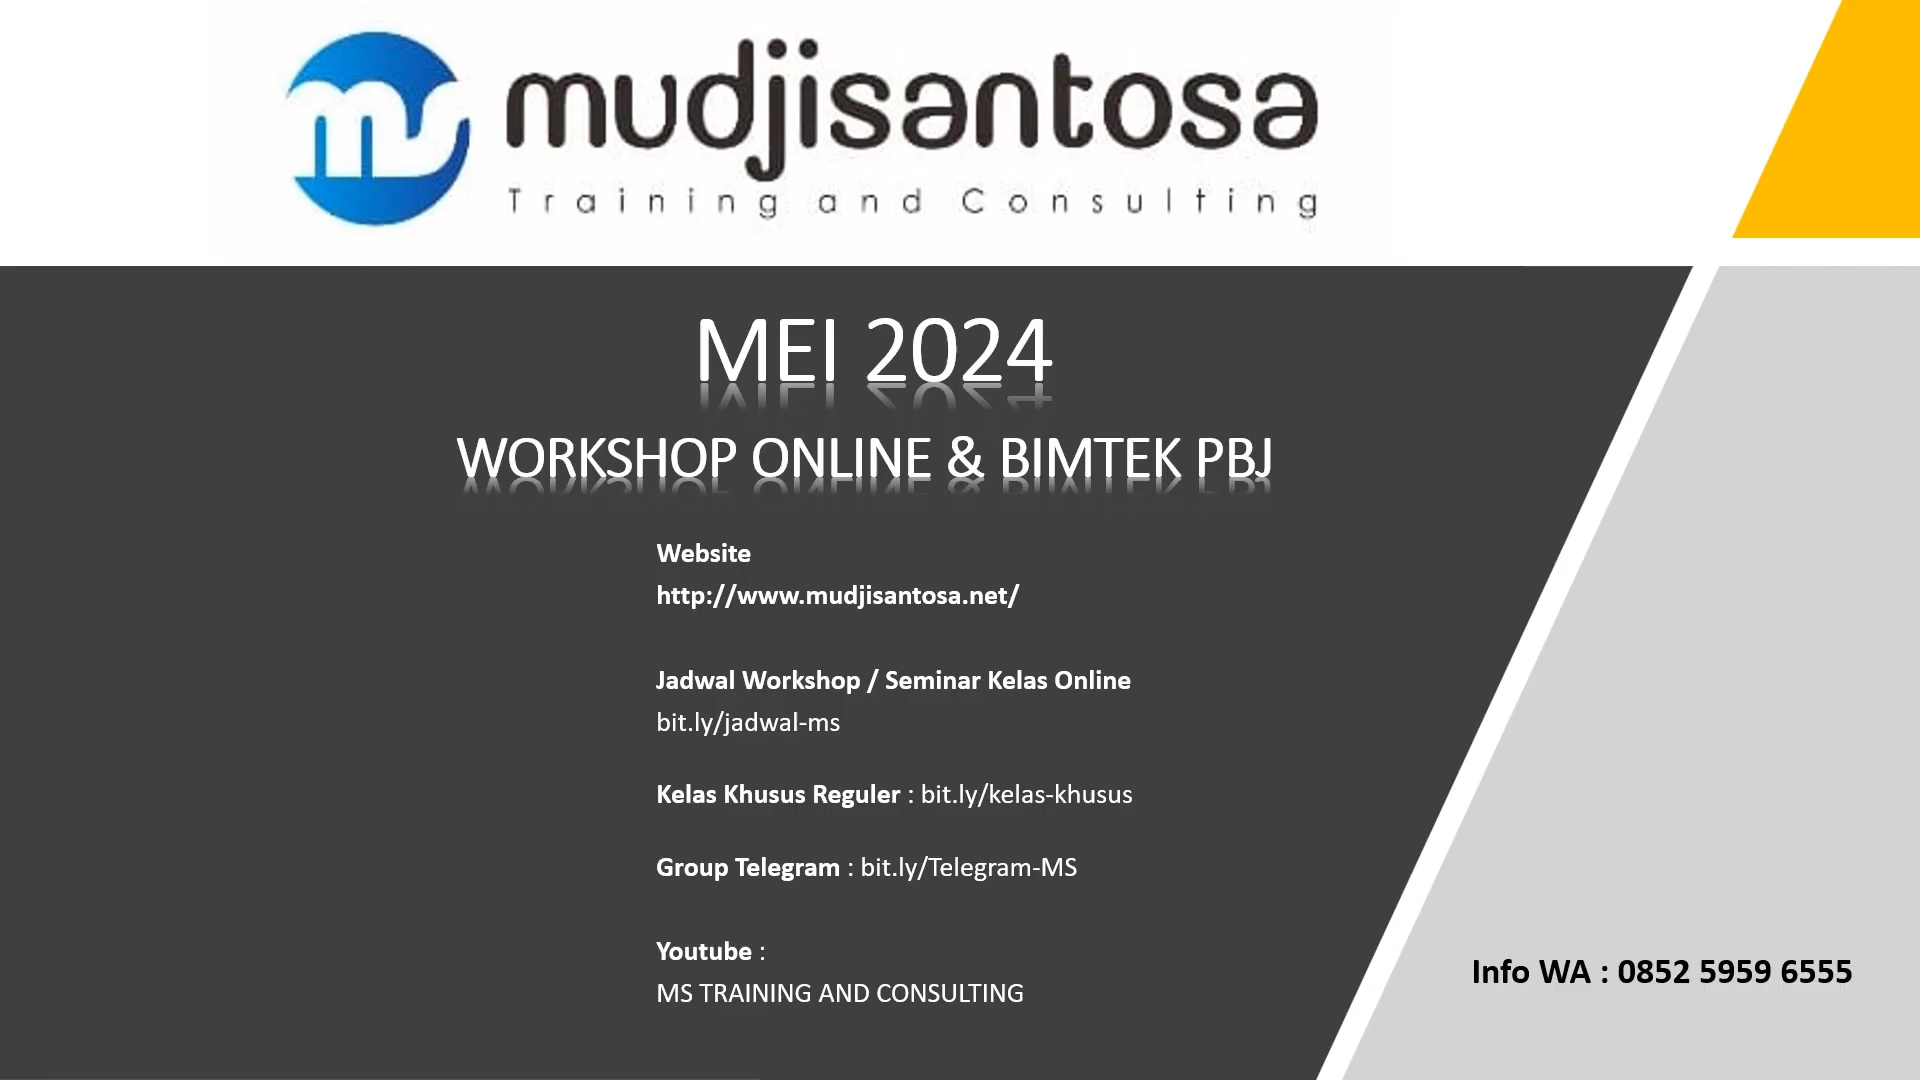 ms
mudjisantosa
Training and Consulting
MEI 2024
WORKSHOP ONLINE & BIMTEK PBJ
Website
http://www.mudjisantosa.net/
Jadwal Workshop / Seminar Kelas Online
bit.ly/jadwal-ms
Kelas Khusus Reguler : bit.ly/kelas-khusus
Group Telegram : bit.ly/Telegram-MS
Youtube :
MS TRAINING AND CONSULTING
Info WA : 0852 5959 6555